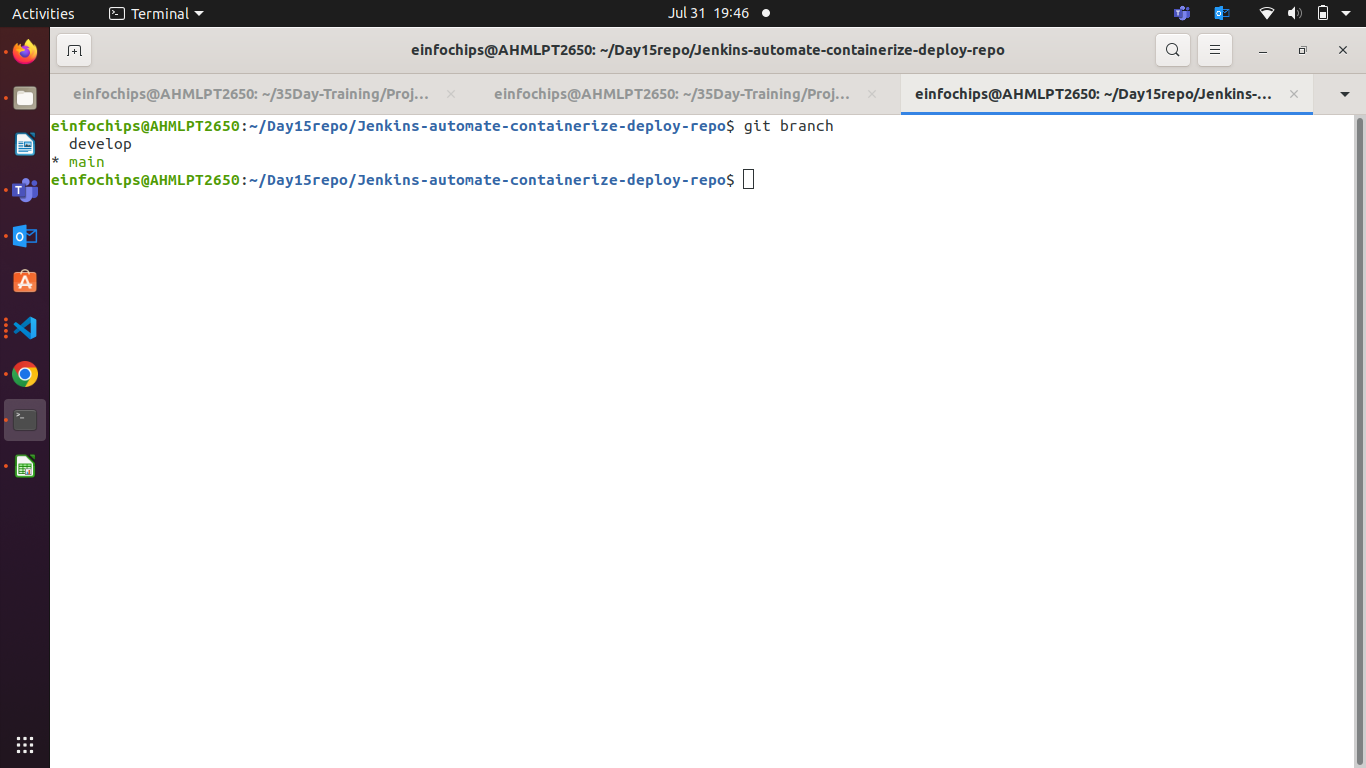 Activities
Terminal
Jul 31 19:46
einfochips@AHMLPT2650: ~/Day15repo/Jenkins-automate-containerize-deploy-repo
einfochips@AHMLPT2650: ~/35Day-Training/Proj...
einfochips@AHMLPT2650: ~/35Day-Training/Proj...
einfochips@AHMLPT2650: ~/Day15repo/Jenkins-...
einfochips@AHMLPT2650:~/Day15repo/Jenkins-automate-containerize-deploy-repo$ git branch
  develop
* main
einfochips@AHMLPT2650:~/Day15repo/Jenkins-automate-containerize-deploy-repo$